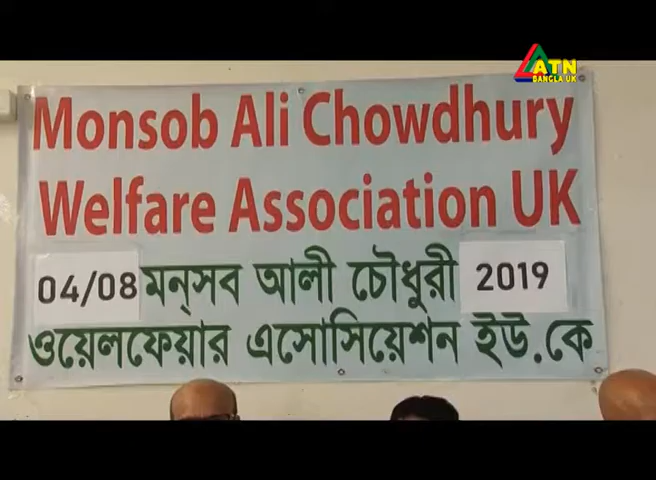 ATN
BANGLA UK
Monsob Ali Chowdhury
Welfare Association UK
04/08 মন্সব আলী চৌধুরী 2019
ওয়েলফেয়ার এসোসিয়েশন ইউ.কে